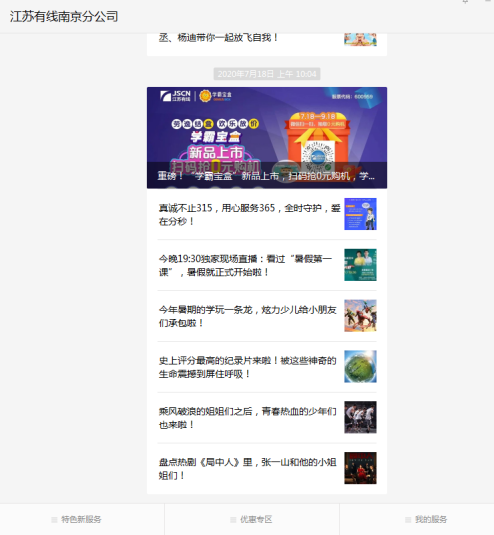 江苏有线南京分公司
丞、杨迪带你一起放飞自我！
2020年7月18日 上午 10:04
JSCN
江苏有线
学霸宝盒
股票代码：600959
7.18—9.18
学霸宝盒
新品上市
扫码抢0元购机
重磅！“学霸宝盒”新品上市，扫码抢0元购机，学...
真诚不止315，用心服务365，全时守护，爱
在分秒！
今晚19:30独家现场直播：看过“暑假第一
课”，暑假就正式开始啦！
今年暑期的学玩一条龙，炫力少儿给小朋友
们承包啦！
史上评分最高的纪录片来啦！被这些神奇的
生命震撼到屏住呼吸！
乘风破浪的姐姐们之后，青春热血的少年们
也来啦！
盘点热剧《局中人》里，张一山和他的小姐
姐们！
特色新服务
优惠专区
我的服务